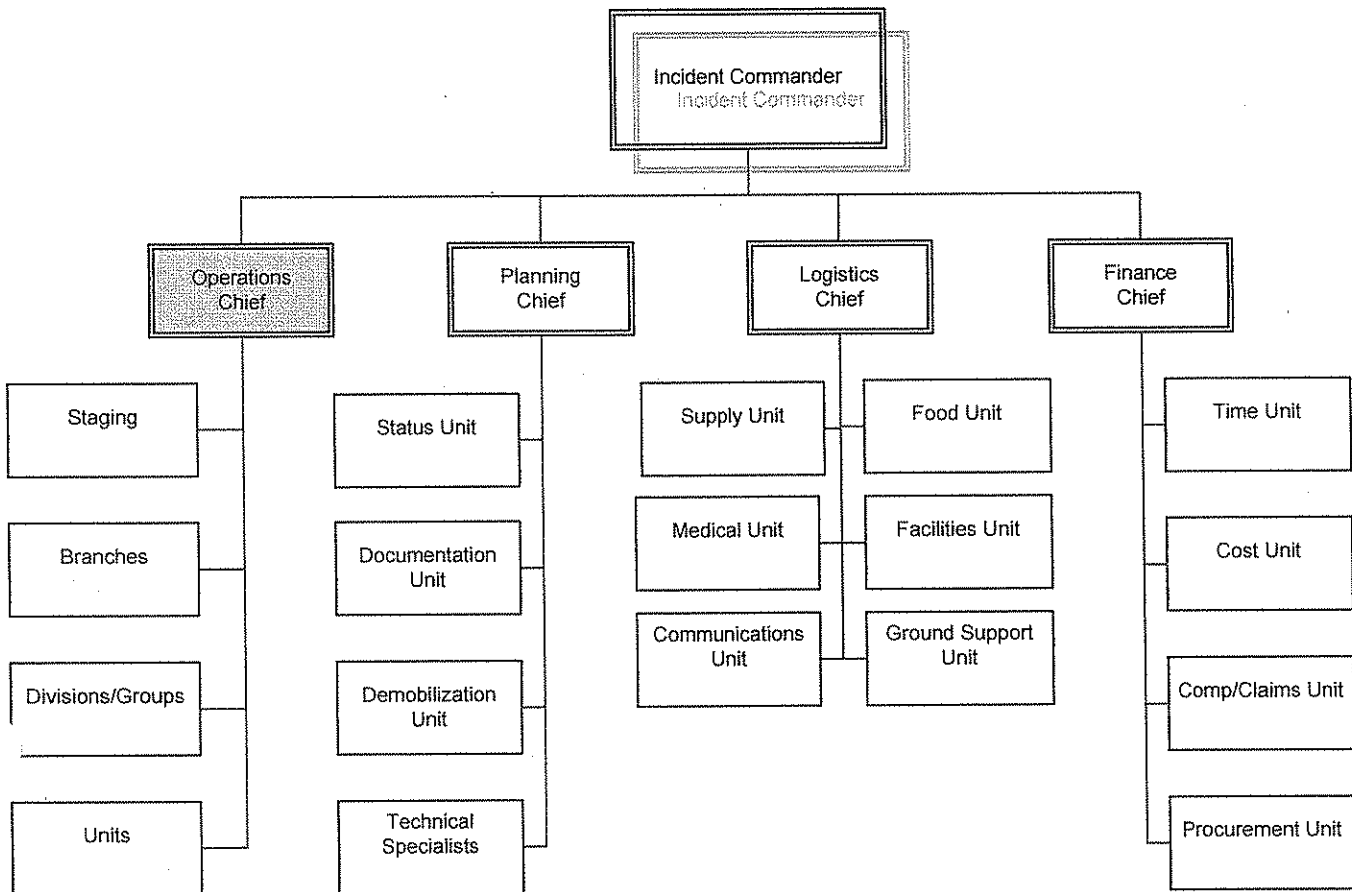 Incident Commander
Incident Commander
Operations
Chief
Planning
Chief
Logistics
Chief
Finance
Chief
Staging
Branches
Divisions/Groups
Units
Status Unit
Documentation
Unit
Demobilization
Unit
Technical
Specialists
Supply Unit
Food Unit
Medical Unit
Facilities Unit
Communications
Unit
Ground Support
Unit
Time Unit
Cost Unit
Comp/Claims Unit
Procurement Unit